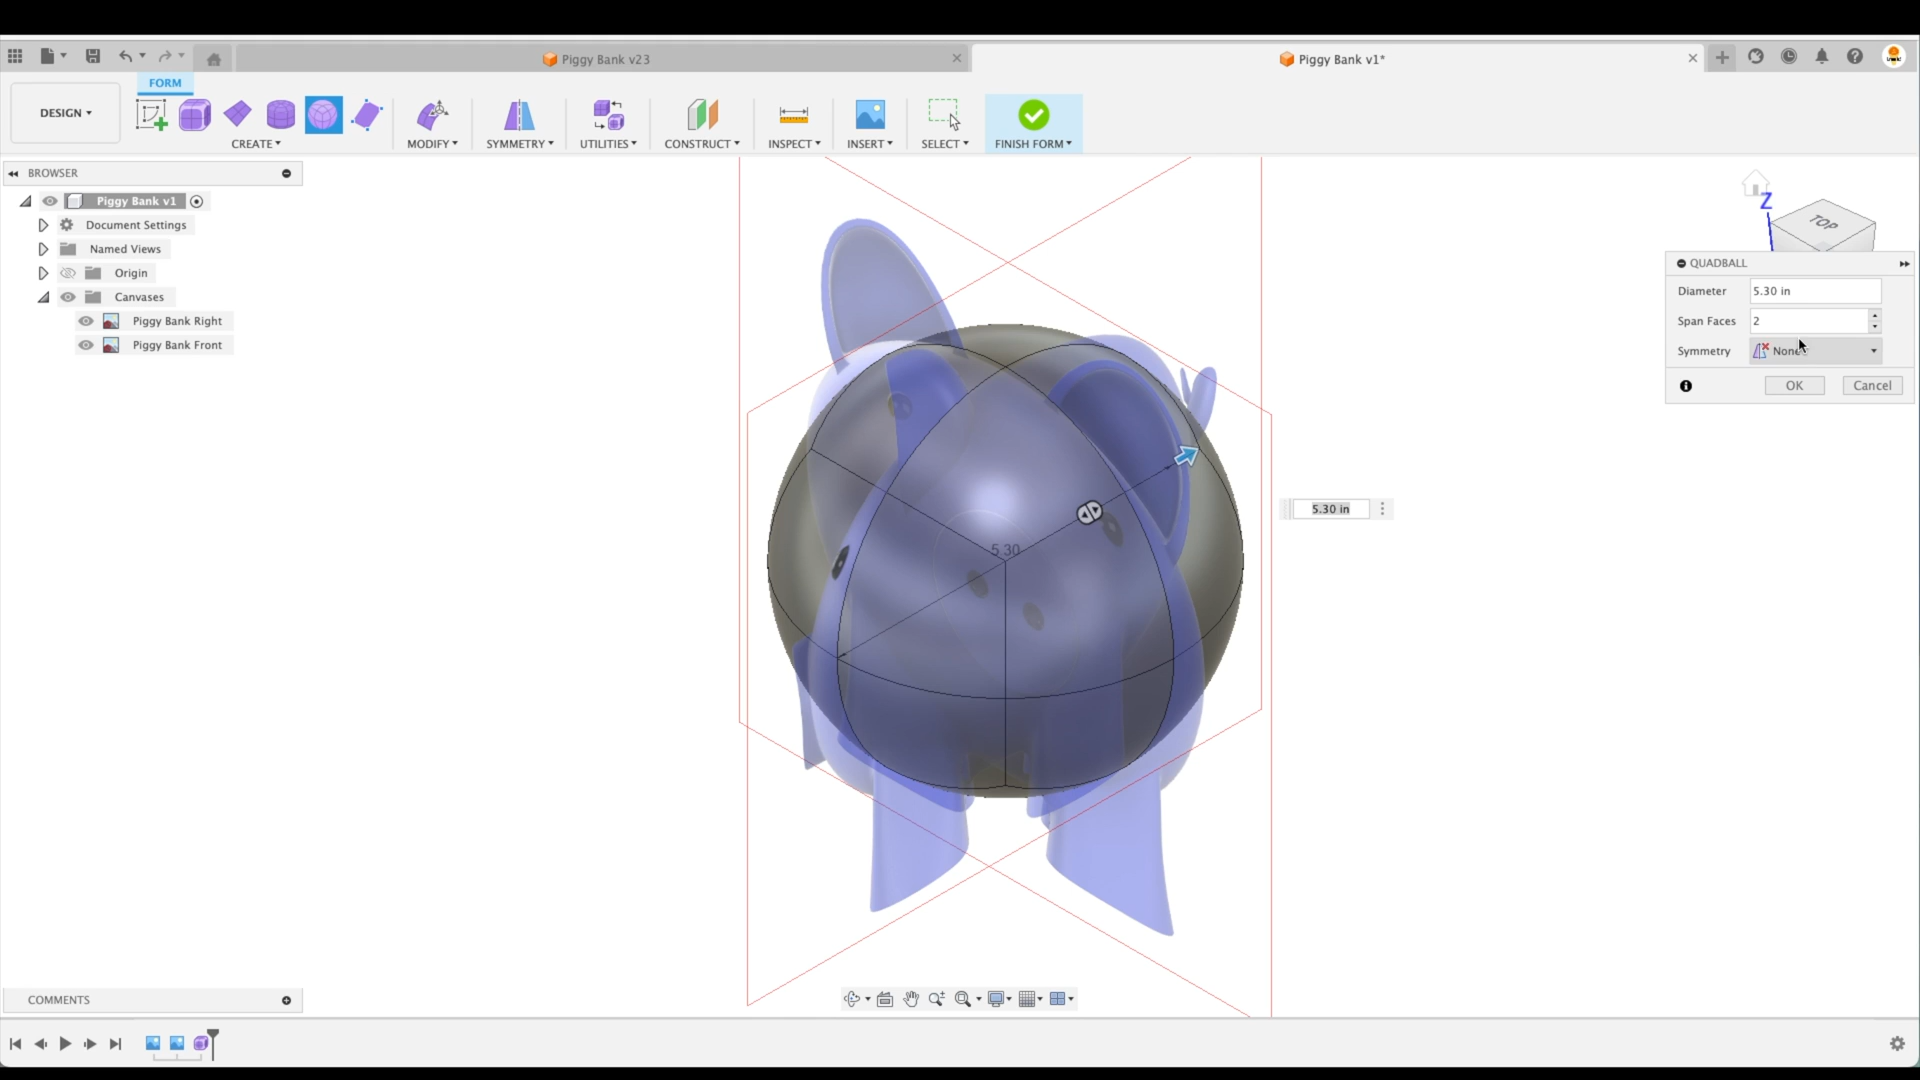 Piggy Bank v23
Piggy Bank v1*
FORM
DESIGN
CREATE
MODIFY
SYMMETRY
UTILITIES
CONSTRUCT
INSPECT
INSERT
SELECT
FINISH FORM
BROWSER
Piggy Bank v1
Document Settings
Named Views
Origin
Canvases
Piggy Bank Right
Piggy Bank Front
Z
TOP
QUADBALL
Diameter 5.30 in
Span Faces 2
Symmetry None
OK Cancel
5.30 in
5.30
COMMENTS